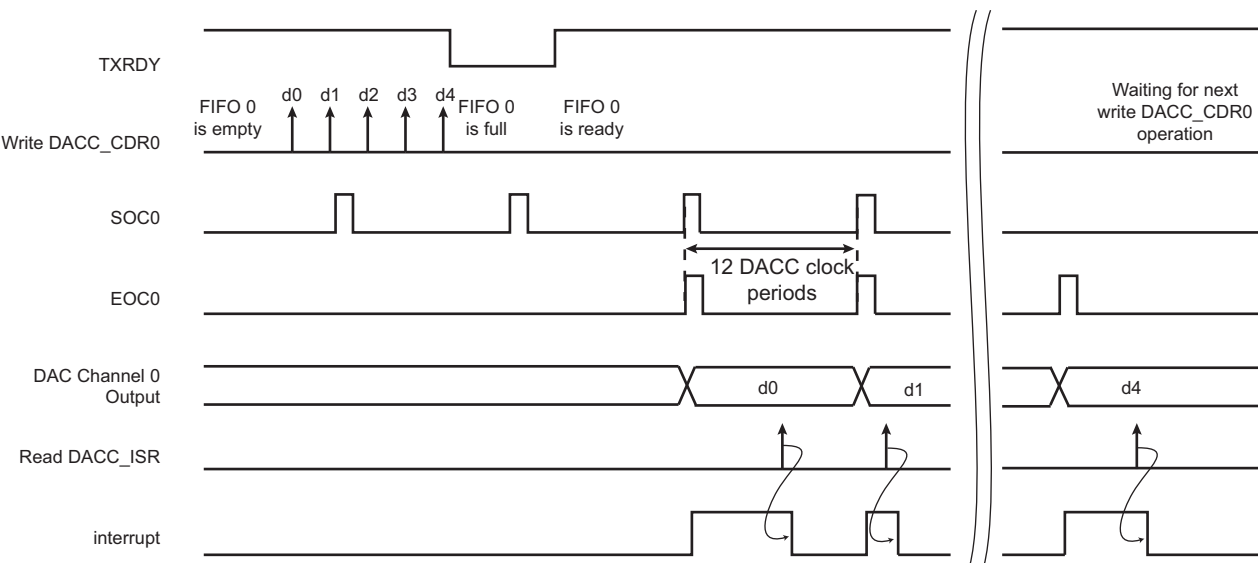 TXRDY
FIFO 0
is empty
d0
d1
d2
d3
d4
FIFO 0
is full
FIFO 0
is ready
Waiting for next
write DACC_CDR0
operation
Write DACC_CDR0
SOC0
12 DACC clock
periods
EOC0
DAC Channel 0
Output
d0
d1
d4
Read DACC_ISR
interrupt